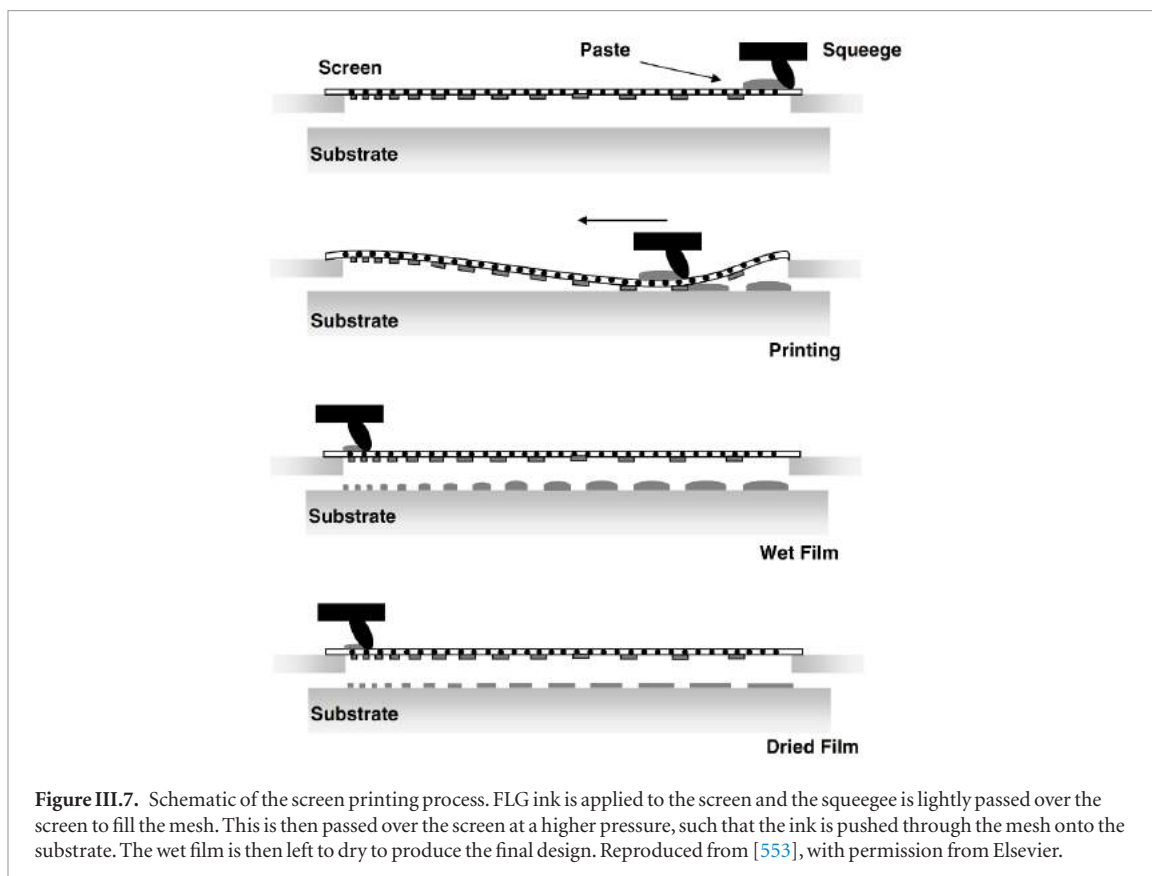 Paste
Squeege
Screen
Substrate
Substrate
Printing
Substrate
Wet Film
Substrate
Dried Film
Figure III.7. Schematic of the screen printing process. FLG ink is applied to the screen and the squeegee is lightly passed over the
screen to fill the mesh. This is then passed over the screen at a higher pressure, such that the ink is pushed through the mesh onto the
substrate. The wet film is then left to dry to produce the final design. Reproduced from [553], with permission from Elsevier.